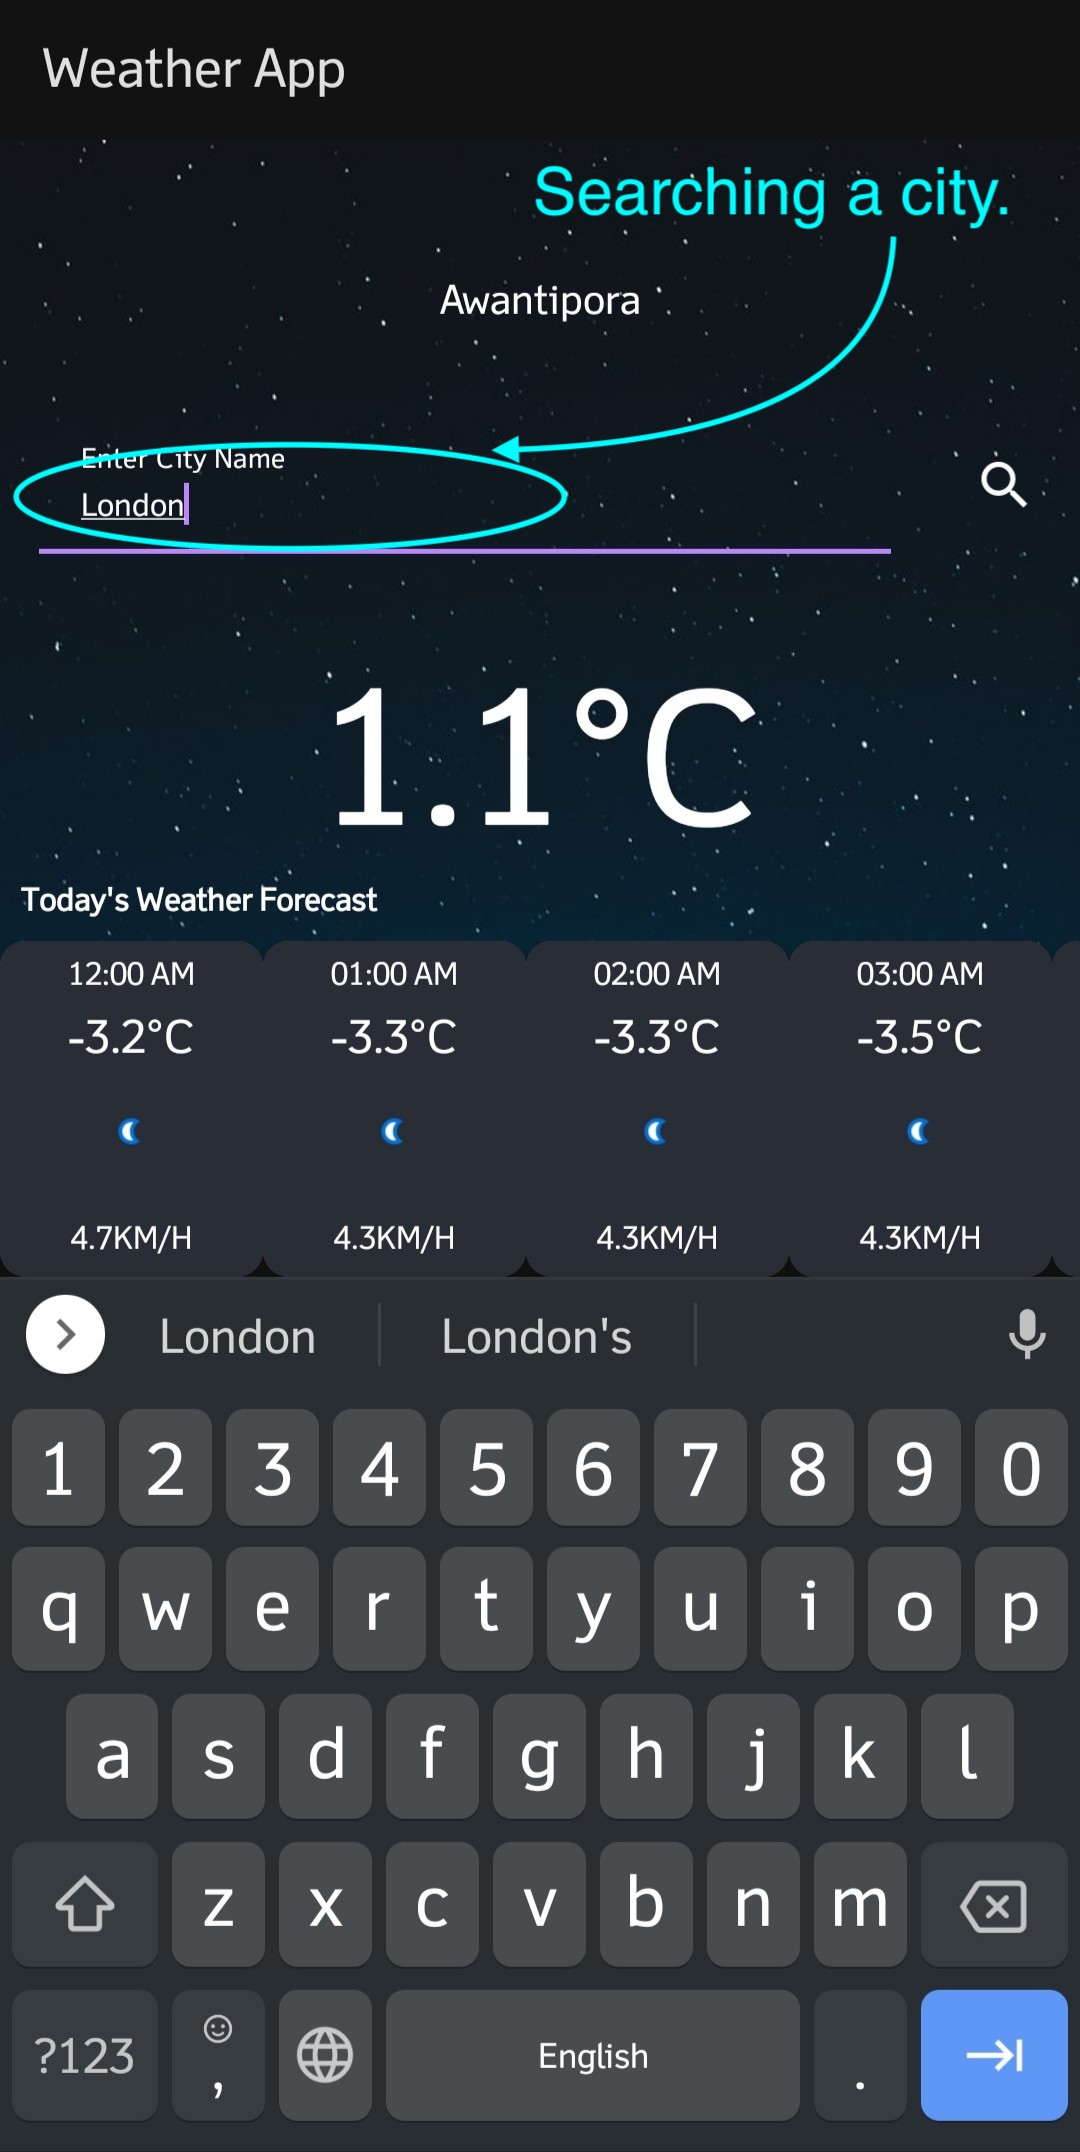 Weather App
Searching a city.
Awantipora
Enter City Name
London
1.1°C
Today's Weather Forecast
12:00 AM 01:00 AM 02:00 AM 03:00 AM
-3.2°C -3.3°C -3.3°C -3.5°C
4.7KM/H 4.3KM/H 4.3KM/H 4.3KM/H
London London's
1 2 3 4 5 6 7 8 9 0
q w e r t y u i o p
a s d f g h j k l
z x c v b n m
?123 , English .